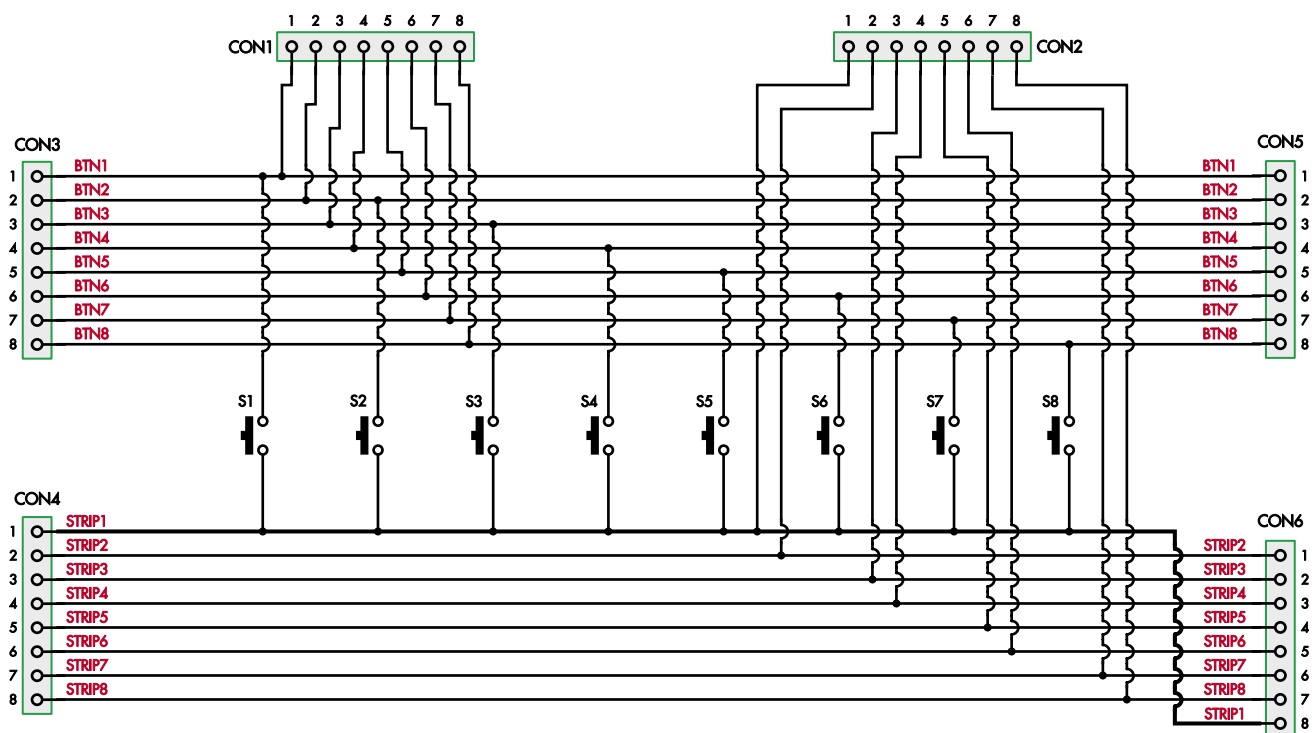 1 2 3 4 5 6 7 8
CON1
1 2 3 4 5 6 7 8
CON2
CON3
1 BTN1
2 BTN2
3 BTN3
4 BTN4
5 BTN5
6 BTN6
7 BTN7
8 BTN8
CON5
BTN1 1
BTN2 2
BTN3 3
BTN4 4
BTN5 5
BTN6 6
BTN7 7
BTN8 8
S1 S2 S3 S4 S5 S6 S7 S8
CON4
1 STRIP1
2 STRIP2
3 STRIP3
4 STRIP4
5 STRIP5
6 STRIP6
7 STRIP7
8 STRIP8
CON6
STRIP2 1
STRIP3 2
STRIP4 3
STRIP5 4
STRIP6 5
STRIP7 6
STRIP8 7
STRIP1 8